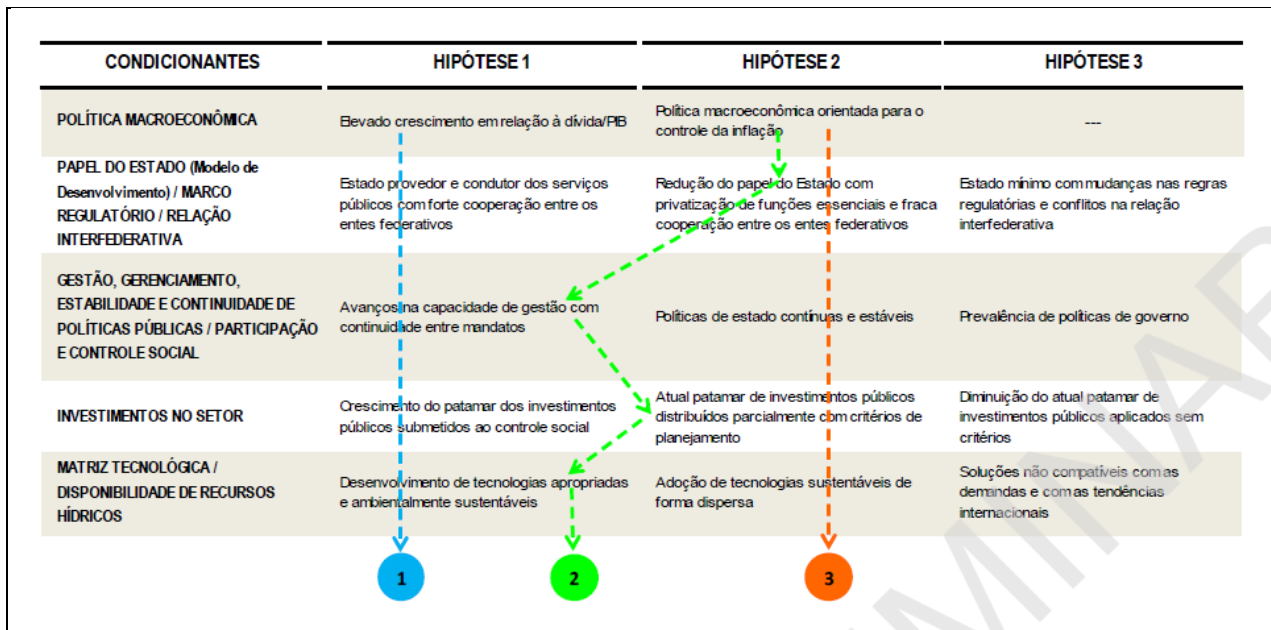 CONDICIONANTES HIPÓTESE 1 HIPÓTESE 2 HIPÓTESE 3
POLÍTICA MACROECONÔMICA
Elevado crescimento em relação à dívida/PIB
Política macroeconômica orientada para o
controle da inflação
---
PAPEL DO ESTADO (Modelo de
Desenvolvimento) / MARCO
REGULATÓRIO / RELAÇÃO
INTERFEDERATIVA
Estado provedor e condutor dos serviços
públicos com forte cooperação entre os
entes federativos
Redução do papel do Estado com
privatização de funções essenciais e fraca
cooperação entre os entes federativos
Estado mínimo com mudanças nas regras
regulatórias e conflitos na relação
interfederativa
GESTÃO, GERENCIAMENTO,
ESTABILIDADE E CONTINUIDADE DE
POLÍTICAS PÚBLICAS / PARTICIPAÇÃO
E CONTROLE SOCIAL
Avanços na capacidade de gestão com
continuidade entre mandatos
Políticas de estado contínuas e estáveis
Prevalência de políticas de governo
INVESTIMENTOS NO SETOR
Crescimento do patamar dos investimentos
públicos submetidos ao controle social
Atual patamar de investimentos públicos
distribuídos parcialmente com critérios de
planejamento
Diminuição do atual patamar de
investimentos públicos aplicados sem
critérios
MATRIZ TECNOLÓGICA /
DISPONIBILIDADE DE RECURSOS
HÍDRICOS
Desenvolvimento de tecnologias apropriadas
e ambientalmente sustentáveis
Adoção de tecnologias sustentáveis de
forma dispersa
Soluções não compatíveis com as
demandas e com as tendências
internacionais
1 2 3
MINAR